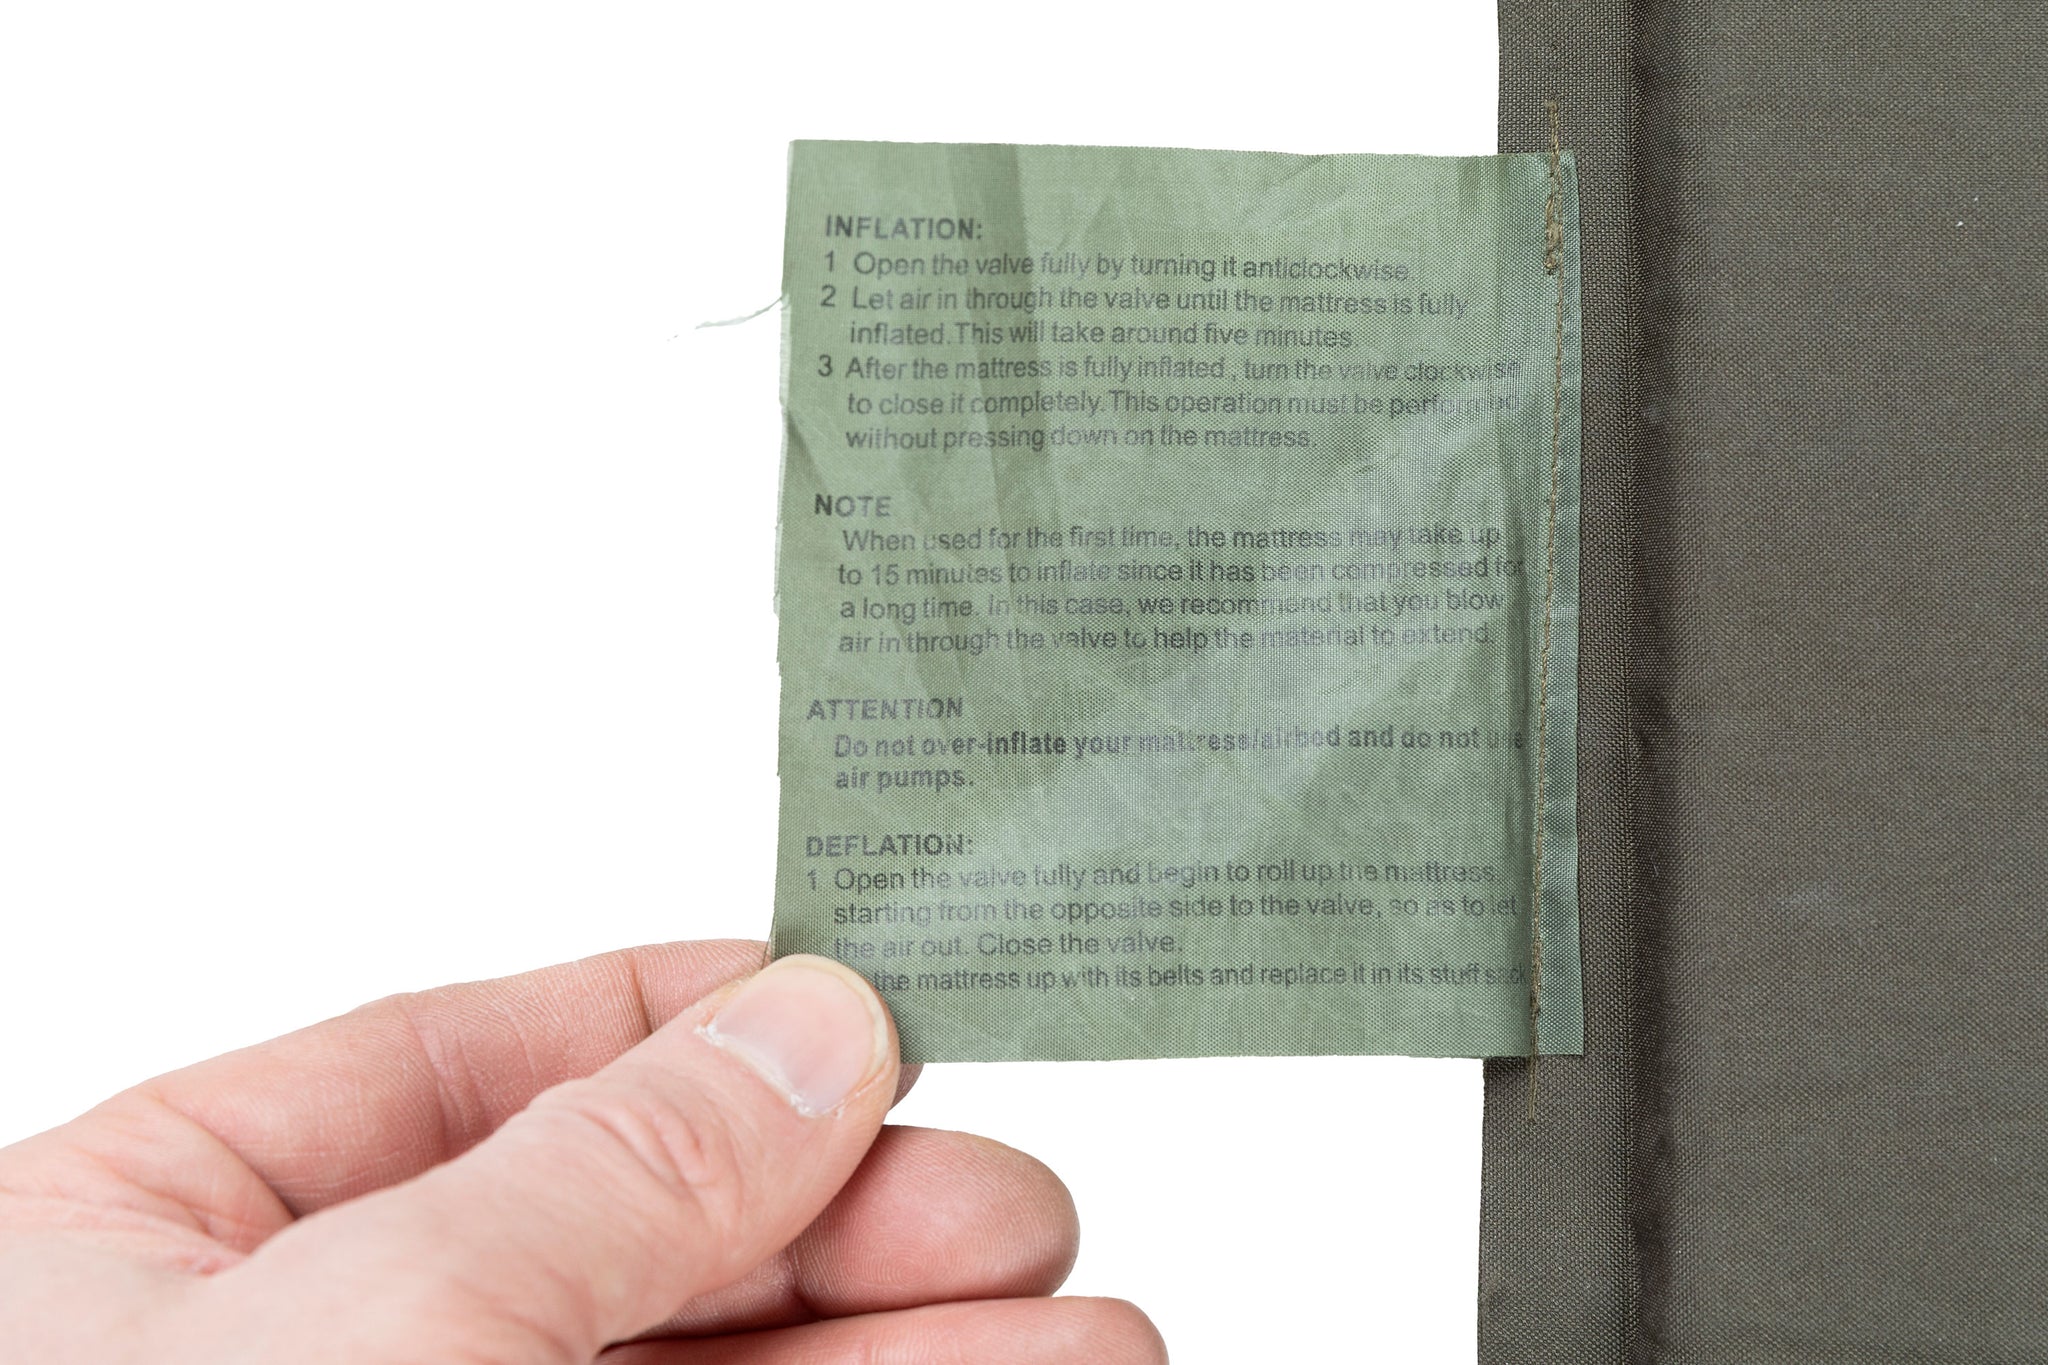 INFLATION:
1 Open the valve fully by turning it anticlockwise.
2 Let air in through the valve until the mattress is fully
inflated. This will take around five minutes.
3 After the mattress is fully inflated , turn the valve clockwise
to close it completely. This operation must be performed
without pressing down on the mattress.
NOTE
When used for the first time, the mattress may take up
to 15 minutes to inflate since it has been compressed for
a long time. In this case, we recommand that you blow
air in through the valve to help the material to extend.
ATTENTION
Do not over-inflate your mattress/airbed and do not use
air pumps.
DEFLATION:
1 Open the valve fully and begin to roll up the mattress
starting from the opposite side to the valve, so as to let
the air out. Close the valve.
the mattress up with its belts and replace it in its stuff sack